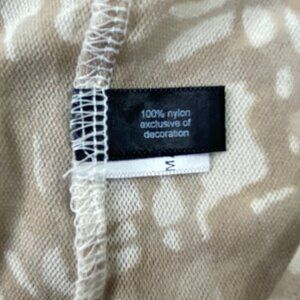 100% nylon
exclusive of
decoration
M